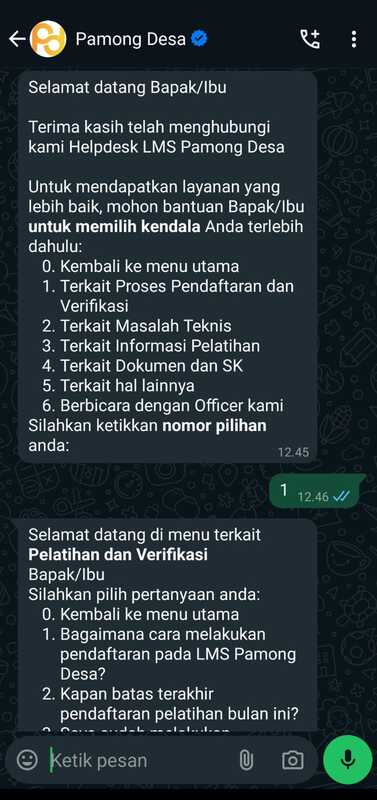 Pamong Desa
Selamat datang Bapak/Ibu
Terima kasih telah menghubungi
kami Helpdesk LMS Pamong Desa
Untuk mendapatkan layanan yang
lebih baik, mohon bantuan Bapak/Ibu
untuk memilih kendala Anda terlebih
dahulu:
0. Kembali ke menu utama
1. Terkait Proses Pendaftaran dan
Verifikasi
2. Terkait Masalah Teknis
3. Terkait Informasi Pelatihan
4. Terkait Dokumen dan SK
5. Terkait hal lainnya
6. Berbicara dengan Officer kami
Silahkan ketikkan nomor pilihan
anda:
12.45
1 12.46
Selamat datang di menu terkait
Pelatihan dan Verifikasi
Bapak/Ibu
Silahkan pilih pertanyaan anda:
0. Kembali ke menu utama
1. Bagaimana cara melakukan
pendaftaran pada LMS Pamong
Desa?
2. Kapan batas terakhir
pendaftaran pelatihan bulan ini?
3. Saya sudah melakukan
Ketik pesan